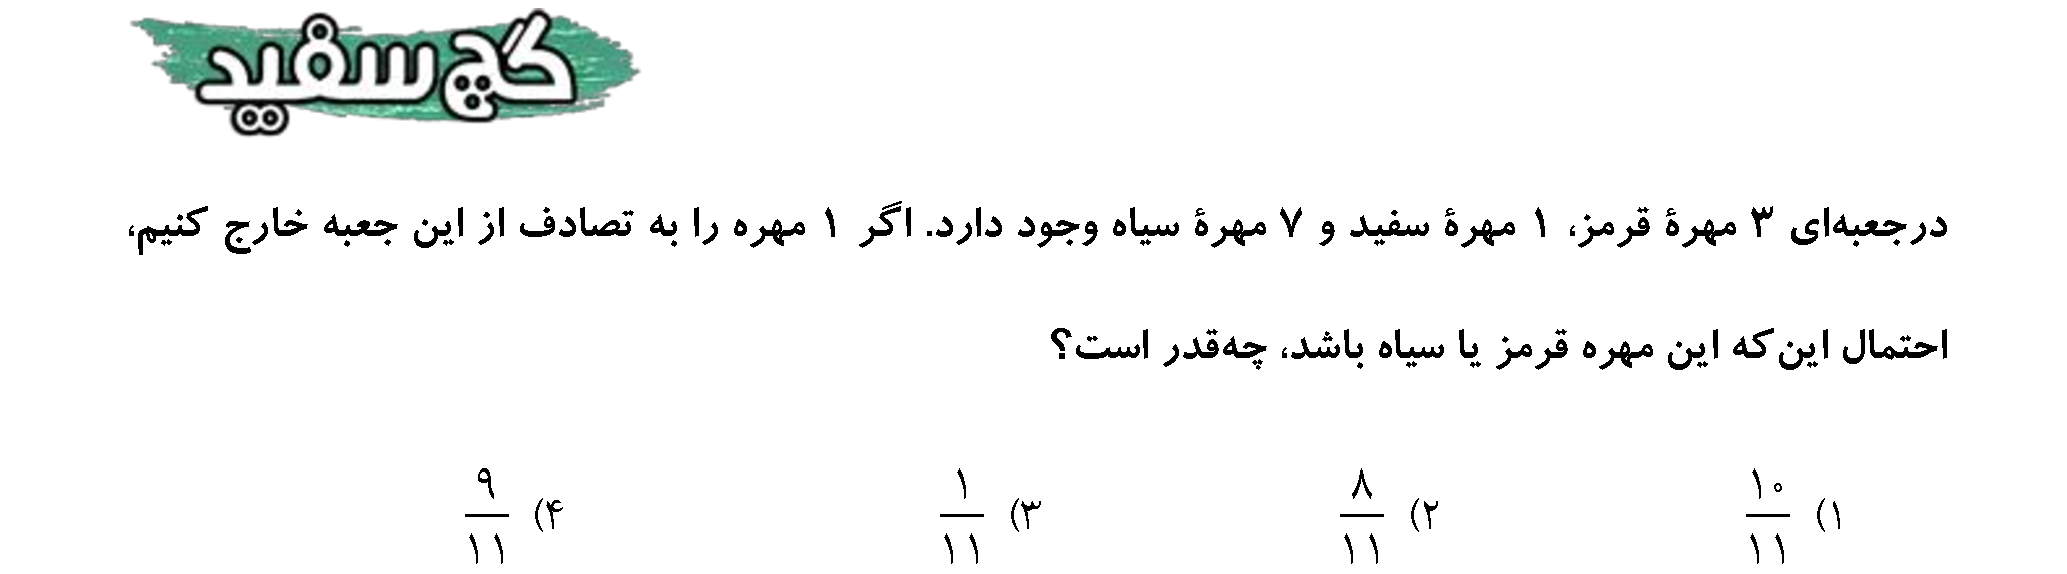 گچ سفید
درجعبه‌ای ۳ مهرهٔ قرمز، ۱ مهرهٔ سفید و ۷ مهرهٔ سیاه وجود دارد. اگر ۱ مهره را به تصادف از این جعبه خارج کنیم،
احتمال این‌که این مهره قرمز یا سیاه باشد، چه‌قدر است؟
۱) ۱۰/۱۱ ۲) ۸/۱۱ ۳) ۱/۱۱ ۴) ۹/۱۱